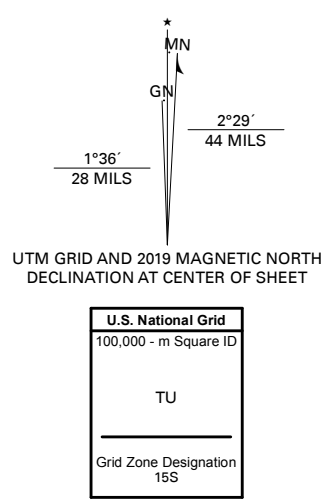 ★
MN
GN
2°29´
44 MILS
1°36´
28 MILS
UTM GRID AND 2019 MAGNETIC NORTH
DECLINATION AT CENTER OF SHEET
U.S. National Grid
100,000 - m Square ID
TU
Grid Zone Designation
15S